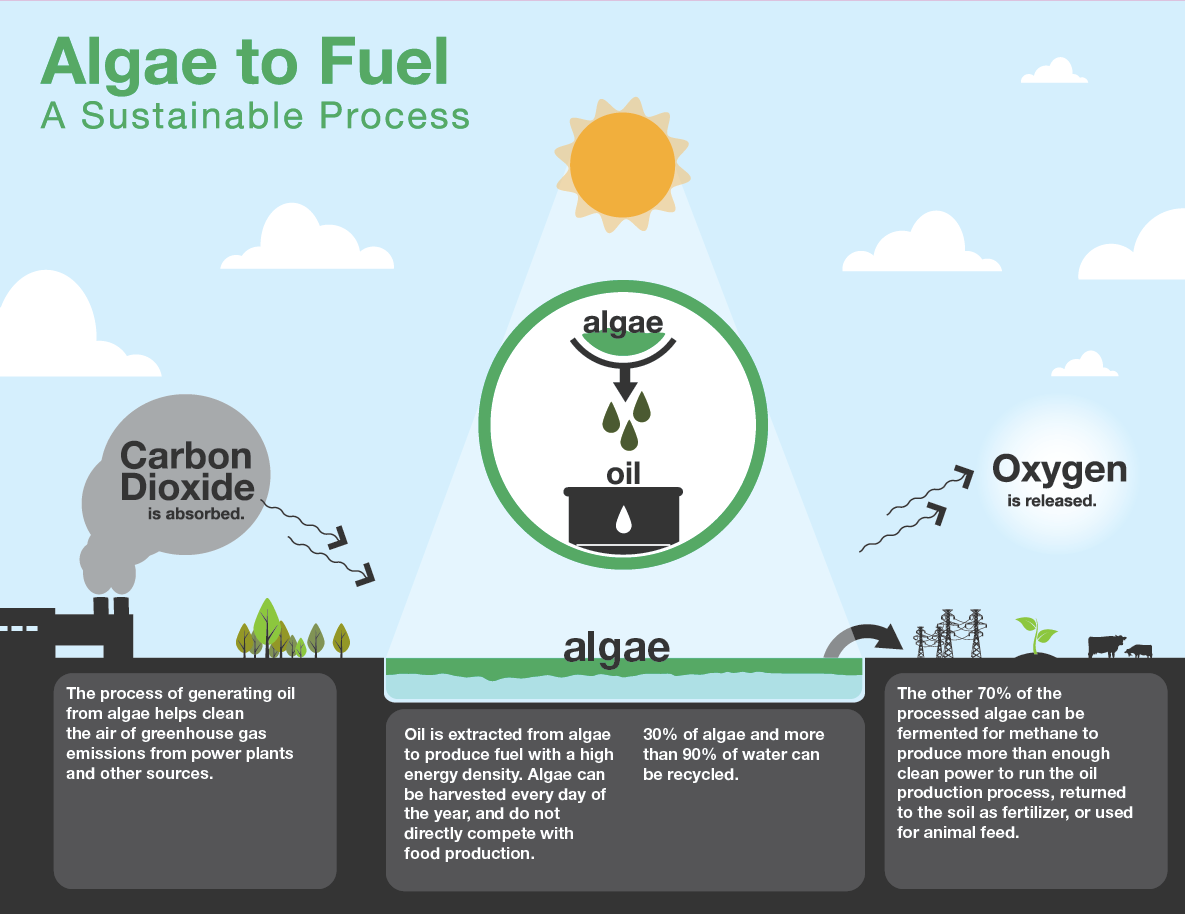 Algae to Fuel
A Sustainable Process
algae
oil
Carbon
Dioxide
is absorbed.
Oxygen
is released.
algae
The process of generating oil
from algae helps clean
the air of greenhouse gas
emissions from power plants
and other sources.
Oil is extracted from algae
to produce fuel with a high
energy density. Algae can
be harvested every day of
the year, and do not
directly compete with
food production.
30% of algae and more
than 90% of water can
be recycled.
The other 70% of the
processed algae can be
fermented for methane to
produce more than enough
clean power to run the oil
production process, returned
to the soil as fertilizer, or used
for animal feed.